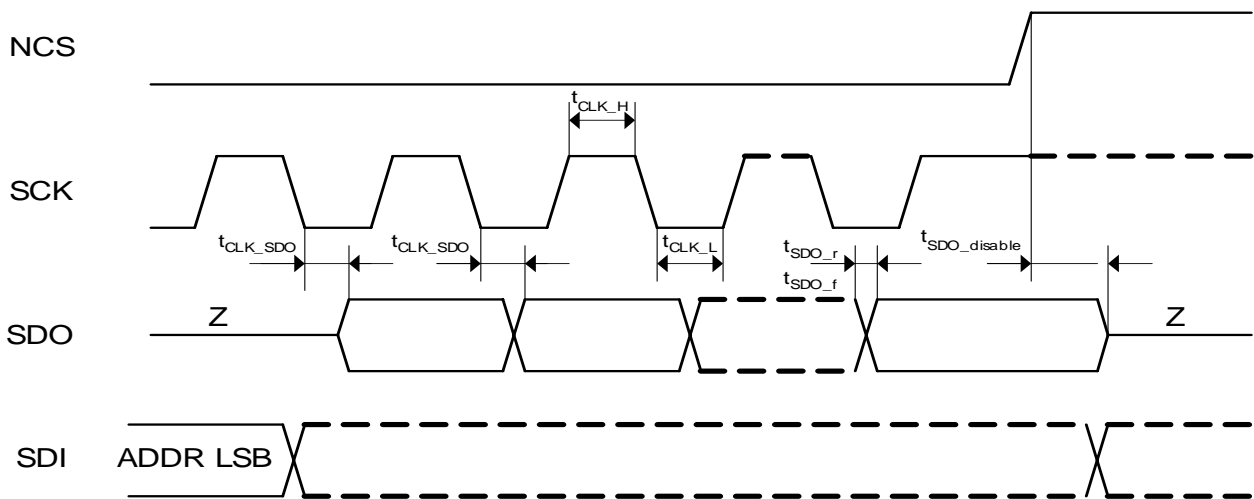 NCS
t_CLK_H
SCK
t_CLK_SDO
t_CLK_SDO
t_CLK_L
t_SDO_r
t_SDO_f
t_SDO_disable
Z
Z
SDO
SDI
ADDR LSB